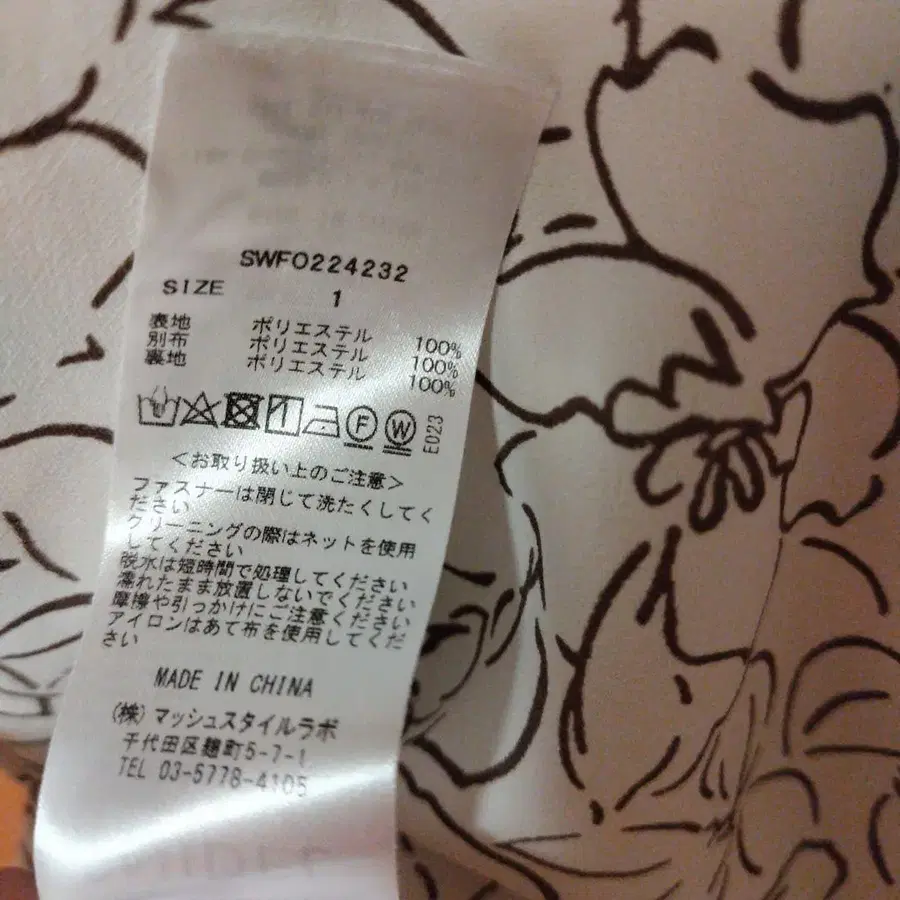 SWFO224232
SIZE 1
表地 ポリエステル 100%
別布 ポリエステル 100%
裏地 ポリエステル 100%
F W E023
<お取り扱い上のご注意>
ファスナーは閉じて洗たくしてく
ださい
クリーニングの際はネットを使用
してください
脱水は短時間で処理してください
濡れたまま放置しないでください
摩擦や引っかけにご注意ください
アイロンはあて布を使用してくだ
さい
MADE IN CHINA
(株)マッシュスタイルラボ
千代田区麹町5-7-1
TEL 03-5778-4105